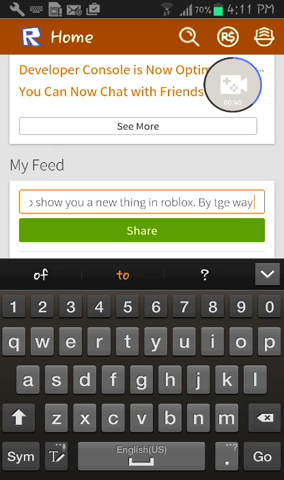 70% 4:11 PM
R Home R$
Developer Console is Now Optim ...
You Can Now Chat with Friends
00:40
See More
My Feed
o show you a new thing in roblox. By tge way
Share
of to ?
1 2 3 4 5 6 7 8 9 0
q w e r t y u i o p
a s d f g h j k l
z x c v b n m
Sym T English(US) . ? Go